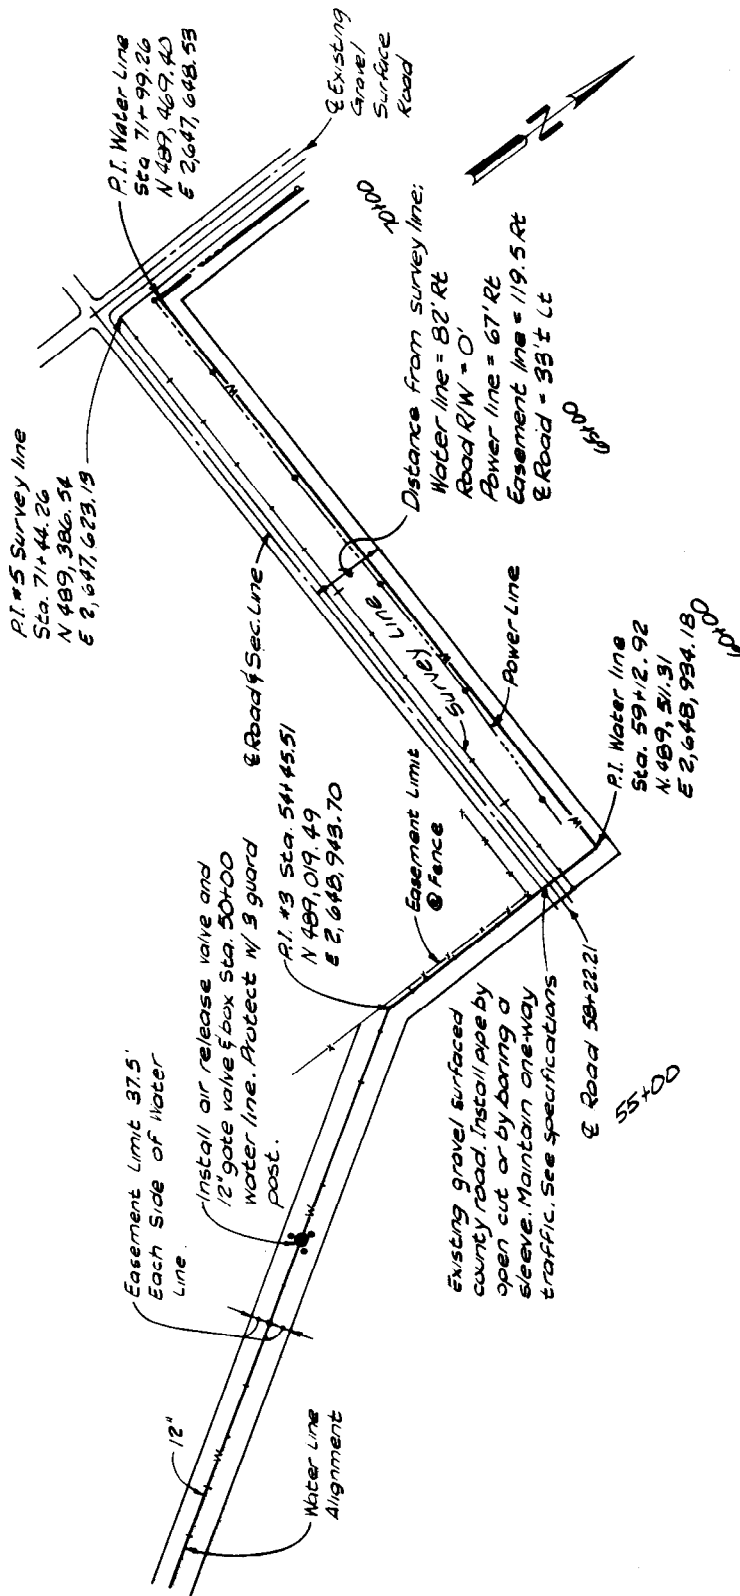 Easement Limit 37.5'
Each Side of Water
Line.
12"
W
Water Line
Alignment
Install air release valve and
12" gate valve & box Sta. 50+00
water line. Protect w/ 3 guard
post.
W
P.I. #3 Sta. 54+45.51
N 489,019.49
E 2,648,943.70
Easement Limit
@ Fence
Existing gravel surfaced
county road. Install pipe by
open cut or by boring a
sleeve. Maintain one-way
traffic. See specifications
℄ Road 58+22.21
55+00
℄ Road & Sec. Line
Survey Line
Power Line
W
W
W
P.I. Water line
Sta. 59+12.92
N. 489,511.31
E 2,648,934.18
60+00
P.I. #5 Survey line
Sta. 71+44.26
N 489,386.54
E 2,647,623.19
Distance from survey line:
Water line = 82' Rt
Road R/W = 0'
Power line = 67' Rt
Easement line = 119.5 Rt
℄ Road = 33'± Lt
65+00
70+00
P.I. Water Line
Sta 71+99.26
N 489,469.40
E 2,647,648.53
℄ Existing
Gravel
Surface
Road
N